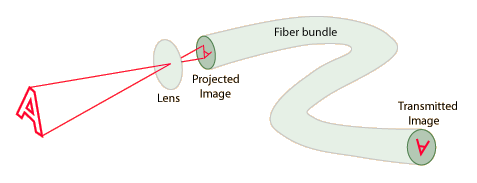 Fiber bundle
A
A
Lens
Projected
Image
Transmitted
Image
A